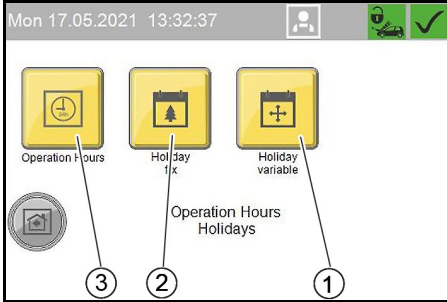 Mon 17.05.2021 13:32:37
24H
Operation Hours
Holiday
fix
Holiday
variable
Operation Hours
Holidays
3
2
1